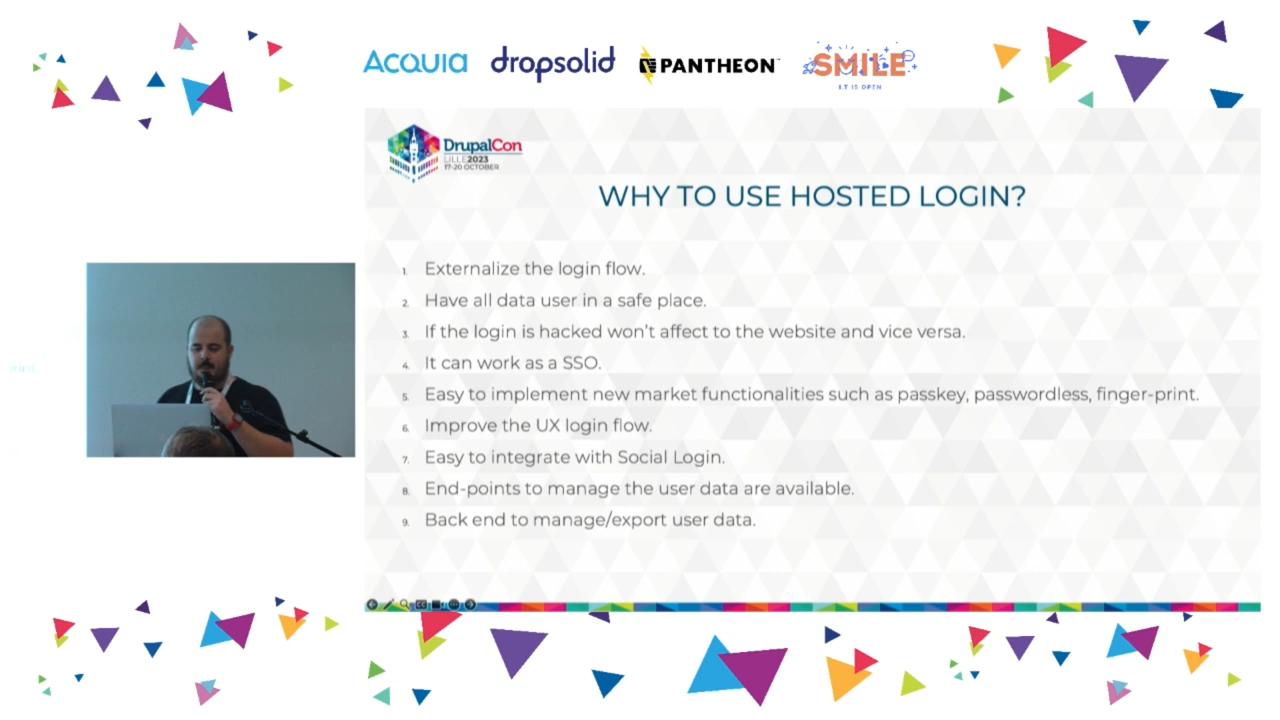 ACQUIA dropsolid PANTHEON SMILE
I.T IS OPEN
DrupalCon
LILLE2023
17-20 OCTOBER
WHY TO USE HOSTED LOGIN?
1. Externalize the login flow.
2. Have all data user in a safe place.
3. If the login is hacked won't affect to the website and vice versa.
4. It can work as a SSO.
5. Easy to implement new market functionalities such as passkey, passwordless, finger-print.
6. Improve the UX login flow.
7. Easy to integrate with Social Login.
8. End-points to manage the user data are available.
9. Back end to manage/export user data.